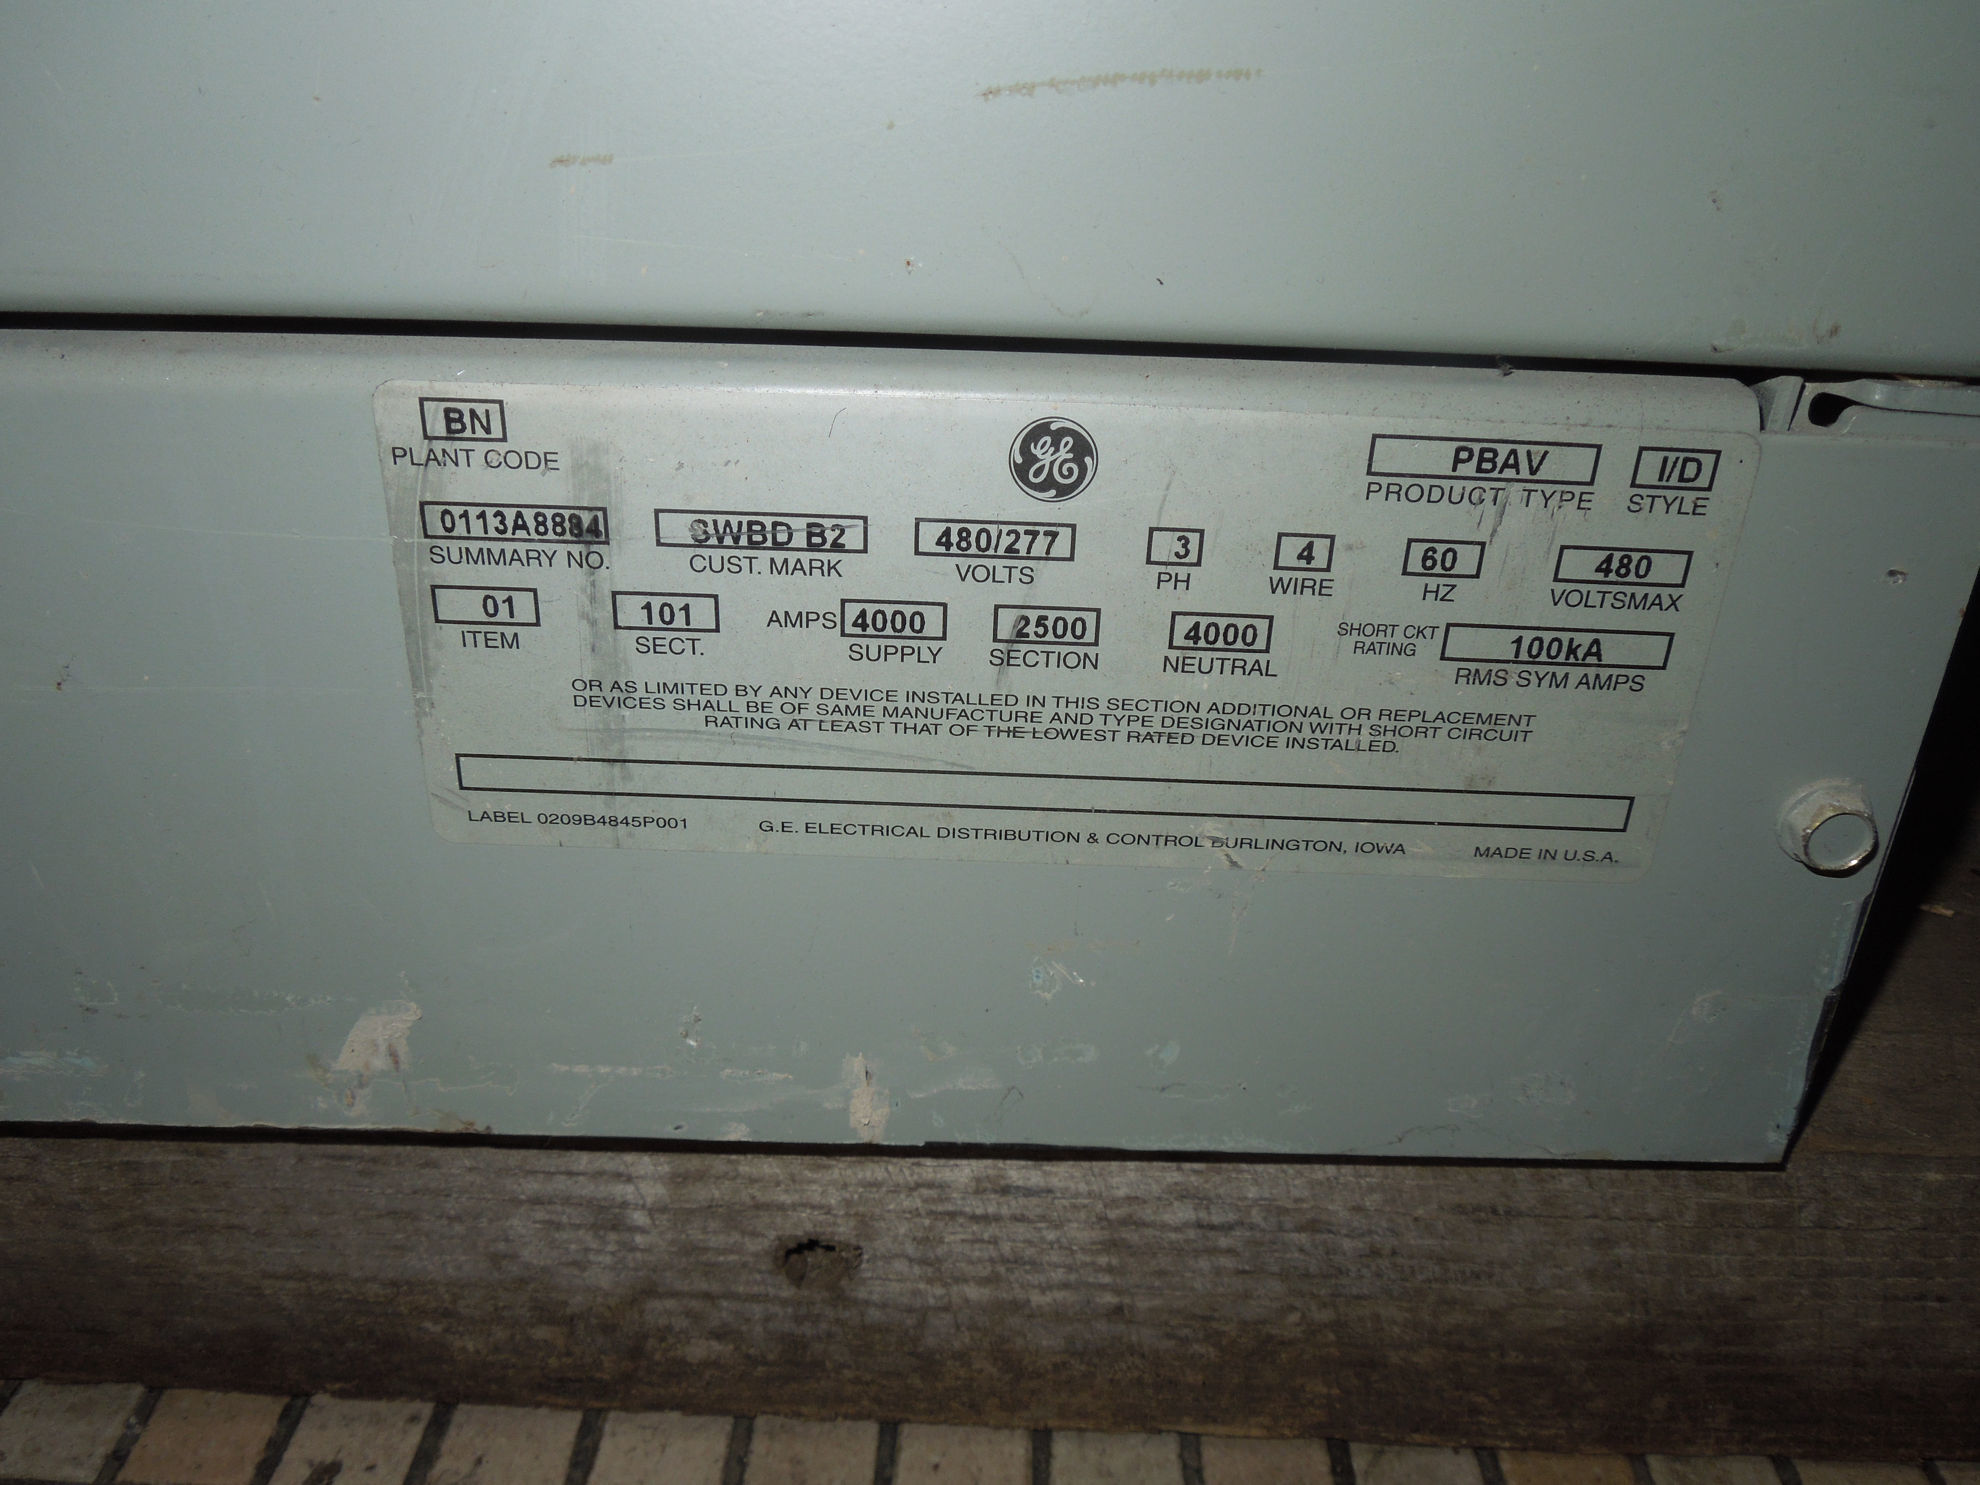 BN
PLANT CODE
GE
PBAV I/D
PRODUCT TYPE STYLE
0113A8884 SWBD B2 480/277 3 4 60 480
SUMMARY NO. CUST. MARK VOLTS PH WIRE HZ VOLTSMAX
01 101 AMPS 4000 2500 4000 SHORT CKT RATING 100kA
ITEM SECT. SUPPLY SECTION NEUTRAL RMS SYM AMPS
OR AS LIMITED BY ANY DEVICE INSTALLED IN THIS SECTION ADDITIONAL OR REPLACEMENT
DEVICES SHALL BE OF SAME MANUFACTURE AND TYPE DESIGNATION WITH SHORT CIRCUIT
RATING AT LEAST THAT OF THE LOWEST RATED DEVICE INSTALLED.
LABEL 0209B4845P001 G.E. ELECTRICAL DISTRIBUTION & CONTROL BURLINGTON, IOWA MADE IN U.S.A.